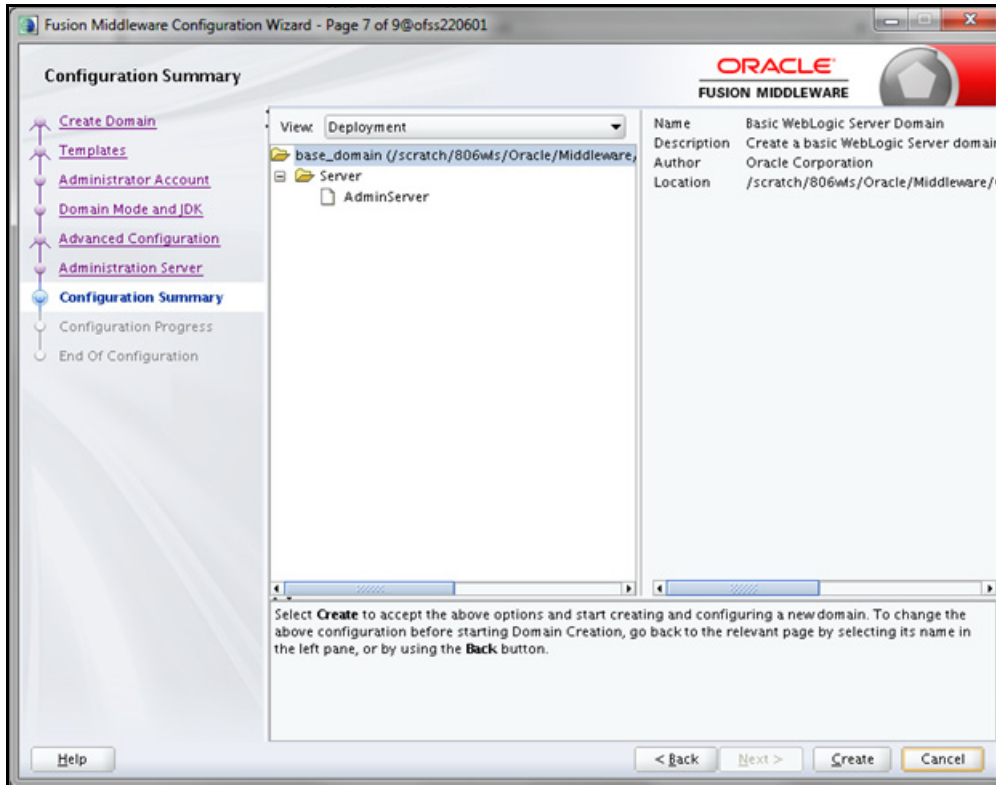 Fusion Middleware Configuration Wizard - Page 7 of 9@ofss220601
Configuration Summary
ORACLE
FUSION MIDDLEWARE
Create Domain
Templates
Administrator Account
Domain Mode and JDK
Advanced Configuration
Administration Server
Configuration Summary
Configuration Progress
End Of Configuration
View: Deployment
base_domain (/scratch/806wls/Oracle/Middleware,
Server
AdminServer
Name Basic WebLogic Server Domain
Description Create a basic WebLogic Server domain
Author Oracle Corporation
Location /scratch/806wls/Oracle/Middleware/
Select Create to accept the above options and start creating and configuring a new domain. To change the
above configuration before starting Domain Creation, go back to the relevant page by selecting its name in
the left pane, or by using the Back button.
Help
< Back
Next >
Create
Cancel